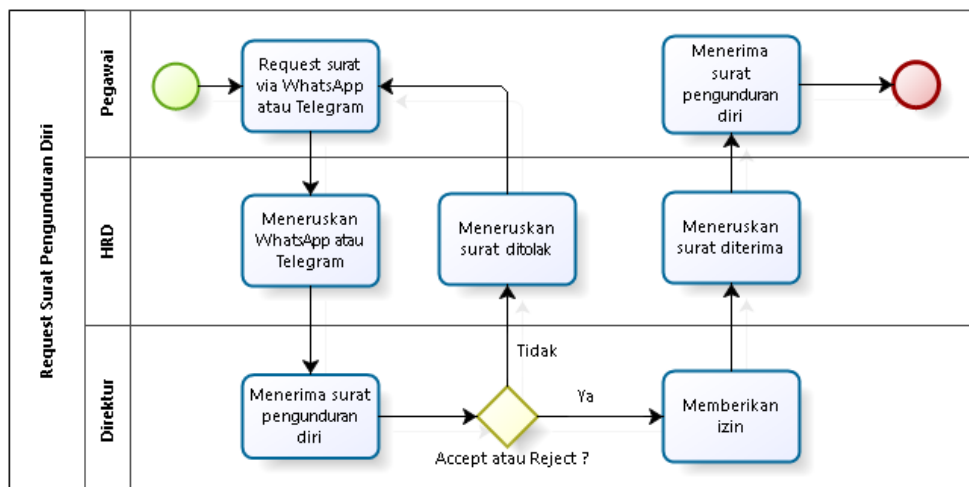 Request Surat Pengunduran Diri
Pegawai
Request surat
via WhatsApp
atau Telegram
Menerima
surat
pengunduran
diri
HRD
Meneruskan
WhatsApp atau
Telegram
Meneruskan
surat ditolak
Meneruskan
surat diterima
Direktur
Tidak
Menerima surat
pengunduran
diri
Ya
Memberikan
izin
Accept atau Reject ?